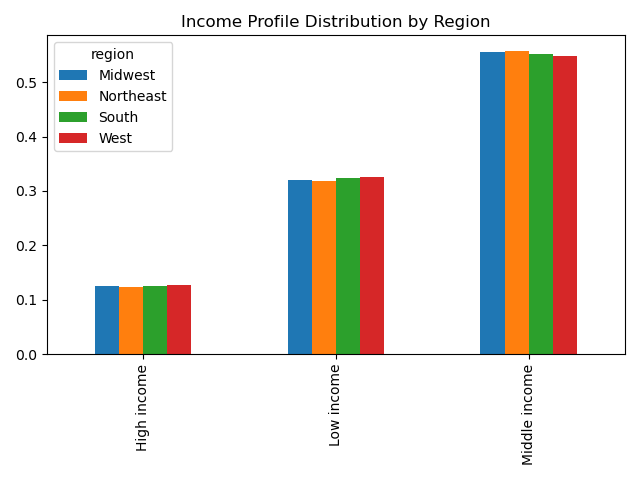 Income Profile Distribution by Region
region
Midwest
Northeast
South
West
0.5
0.4
0.3
0.2
0.1
0.0
High income
Low income
Middle income